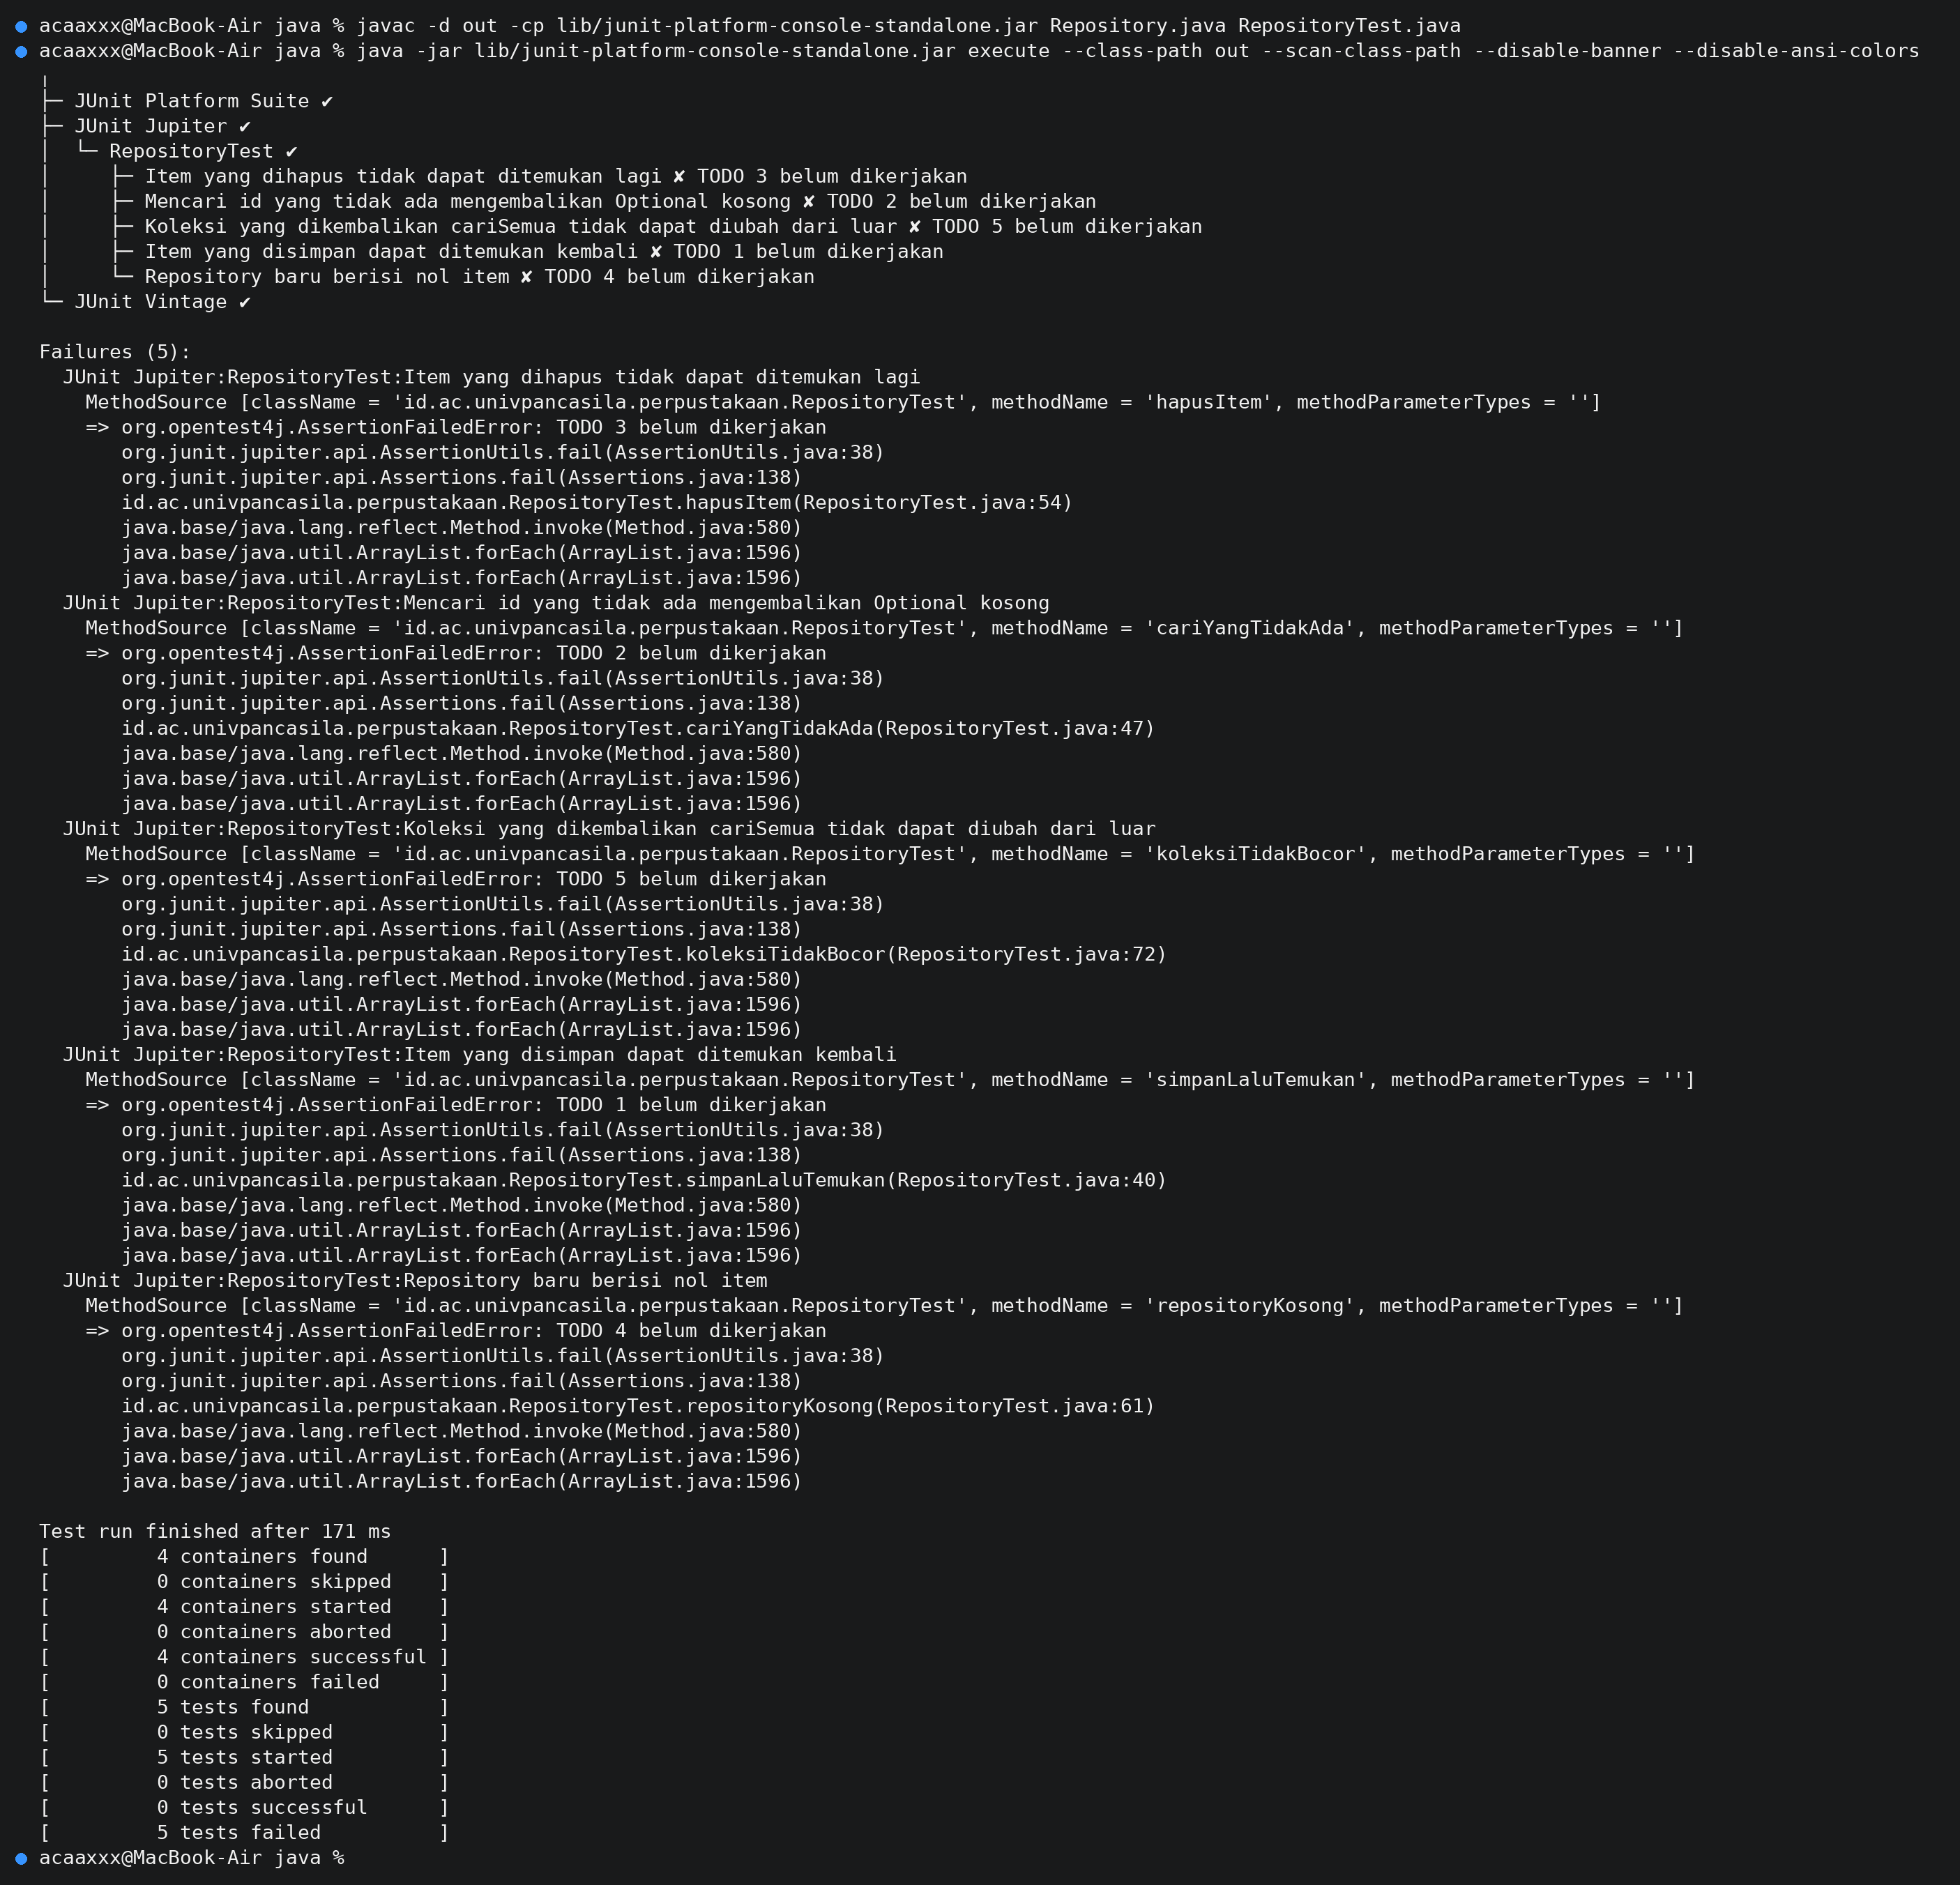 acaaxxx@MacBook-Air java % javac -d out -cp lib/junit-platform-console-standalone.jar Repository.java RepositoryTest.java
acaaxxx@MacBook-Air java % java -jar lib/junit-platform-console-standalone.jar execute --class-path out --scan-class-path --disable-banner --disable-ansi-colors
╷
├─ JUnit Platform Suite ✔
├─ JUnit Jupiter ✔
│  └─ RepositoryTest ✔
│     ├─ Item yang dihapus tidak dapat ditemukan lagi ✘ TODO 3 belum dikerjakan
│     ├─ Mencari id yang tidak ada mengembalikan Optional kosong ✘ TODO 2 belum dikerjakan
│     ├─ Koleksi yang dikembalikan cariSemua tidak dapat diubah dari luar ✘ TODO 5 belum dikerjakan
│     ├─ Item yang disimpan dapat ditemukan kembali ✘ TODO 1 belum dikerjakan
│     └─ Repository baru berisi nol item ✘ TODO 4 belum dikerjakan
└─ JUnit Vintage ✔

Failures (5):
  JUnit Jupiter:RepositoryTest:Item yang dihapus tidak dapat ditemukan lagi
    MethodSource [className = 'id.ac.univpancasila.perpustakaan.RepositoryTest', methodName = 'hapusItem', methodParameterTypes = '']
    => org.opentest4j.AssertionFailedError: TODO 3 belum dikerjakan
       org.junit.jupiter.api.AssertionUtils.fail(AssertionUtils.java:38)
       org.junit.jupiter.api.Assertions.fail(Assertions.java:138)
       id.ac.univpancasila.perpustakaan.RepositoryTest.hapusItem(RepositoryTest.java:54)
       java.base/java.lang.reflect.Method.invoke(Method.java:580)
       java.base/java.util.ArrayList.forEach(ArrayList.java:1596)
       java.base/java.util.ArrayList.forEach(ArrayList.java:1596)
  JUnit Jupiter:RepositoryTest:Mencari id yang tidak ada mengembalikan Optional kosong
    MethodSource [className = 'id.ac.univpancasila.perpustakaan.RepositoryTest', methodName = 'cariYangTidakAda', methodParameterTypes = '']
    => org.opentest4j.AssertionFailedError: TODO 2 belum dikerjakan
       org.junit.jupiter.api.AssertionUtils.fail(AssertionUtils.java:38)
       org.junit.jupiter.api.Assertions.fail(Assertions.java:138)
       id.ac.univpancasila.perpustakaan.RepositoryTest.cariYangTidakAda(RepositoryTest.java:47)
       java.base/java.lang.reflect.Method.invoke(Method.java:580)
       java.base/java.util.ArrayList.forEach(ArrayList.java:1596)
       java.base/java.util.ArrayList.forEach(ArrayList.java:1596)
  JUnit Jupiter:RepositoryTest:Koleksi yang dikembalikan cariSemua tidak dapat diubah dari luar
    MethodSource [className = 'id.ac.univpancasila.perpustakaan.RepositoryTest', methodName = 'koleksiTidakBocor', methodParameterTypes = '']
    => org.opentest4j.AssertionFailedError: TODO 5 belum dikerjakan
       org.junit.jupiter.api.AssertionUtils.fail(AssertionUtils.java:38)
       org.junit.jupiter.api.Assertions.fail(Assertions.java:138)
       id.ac.univpancasila.perpustakaan.RepositoryTest.koleksiTidakBocor(RepositoryTest.java:72)
       java.base/java.lang.reflect.Method.invoke(Method.java:580)
       java.base/java.util.ArrayList.forEach(ArrayList.java:1596)
       java.base/java.util.ArrayList.forEach(ArrayList.java:1596)
  JUnit Jupiter:RepositoryTest:Item yang disimpan dapat ditemukan kembali
    MethodSource [className = 'id.ac.univpancasila.perpustakaan.RepositoryTest', methodName = 'simpanLaluTemukan', methodParameterTypes = '']
    => org.opentest4j.AssertionFailedError: TODO 1 belum dikerjakan
       org.junit.jupiter.api.AssertionUtils.fail(AssertionUtils.java:38)
       org.junit.jupiter.api.Assertions.fail(Assertions.java:138)
       id.ac.univpancasila.perpustakaan.RepositoryTest.simpanLaluTemukan(RepositoryTest.java:40)
       java.base/java.lang.reflect.Method.invoke(Method.java:580)
       java.base/java.util.ArrayList.forEach(ArrayList.java:1596)
       java.base/java.util.ArrayList.forEach(ArrayList.java:1596)
  JUnit Jupiter:RepositoryTest:Repository baru berisi nol item
    MethodSource [className = 'id.ac.univpancasila.perpustakaan.RepositoryTest', methodName = 'repositoryKosong', methodParameterTypes = '']
    => org.opentest4j.AssertionFailedError: TODO 4 belum dikerjakan
       org.junit.jupiter.api.AssertionUtils.fail(AssertionUtils.java:38)
       org.junit.jupiter.api.Assertions.fail(Assertions.java:138)
       id.ac.univpancasila.perpustakaan.RepositoryTest.repositoryKosong(RepositoryTest.java:61)
       java.base/java.lang.reflect.Method.invoke(Method.java:580)
       java.base/java.util.ArrayList.forEach(ArrayList.java:1596)
       java.base/java.util.ArrayList.forEach(ArrayList.java:1596)

Test run finished after 171 ms
[         4 containers found      ]
[         0 containers skipped    ]
[         4 containers started    ]
[         0 containers aborted    ]
[         4 containers successful ]
[         0 containers failed     ]
[         5 tests found           ]
[         0 tests skipped         ]
[         5 tests started         ]
[         0 tests aborted         ]
[         0 tests successful      ]
[         5 tests failed          ]
acaaxxx@MacBook-Air java %